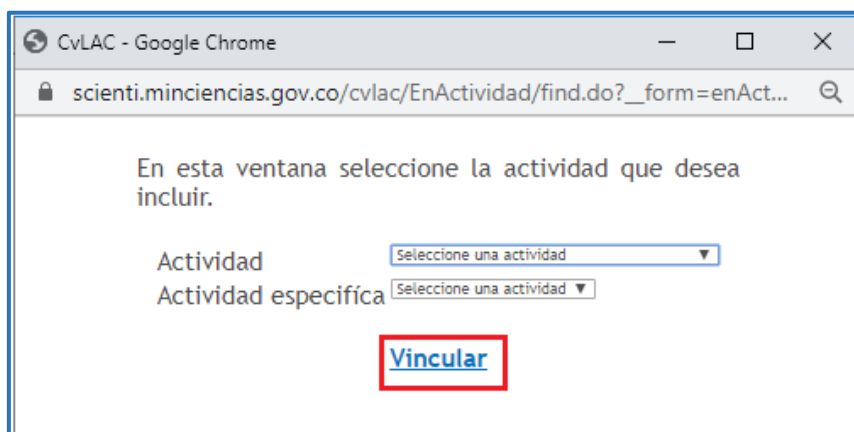 CvLAC - Google Chrome
scienti.minciencias.gov.co/cvlac/EnActividad/find.do?__form=enAct...
En esta ventana seleccione la actividad que desea
incluir.
Actividad Seleccione una actividad
Actividad especifíca Seleccione una actividad
Vincular